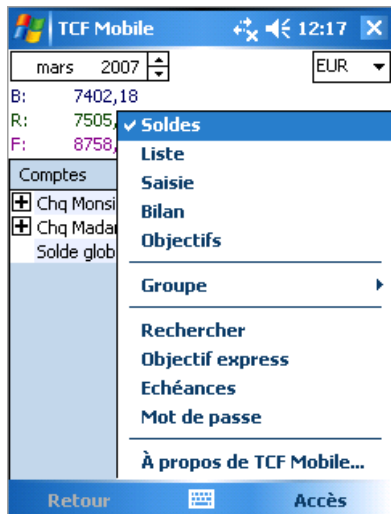 TCF Mobile 12:17
mars 2007 EUR
B: 7402,18
R: 7505,
F: 8758,
Soldes
Liste
Saisie
Bilan
Objectifs
Groupe
Rechercher
Objectif express
Echéances
Mot de passe
À propos de TCF Mobile...
Comptes
Chq Monsi
Chq Madai
Solde glob
Retour Accès